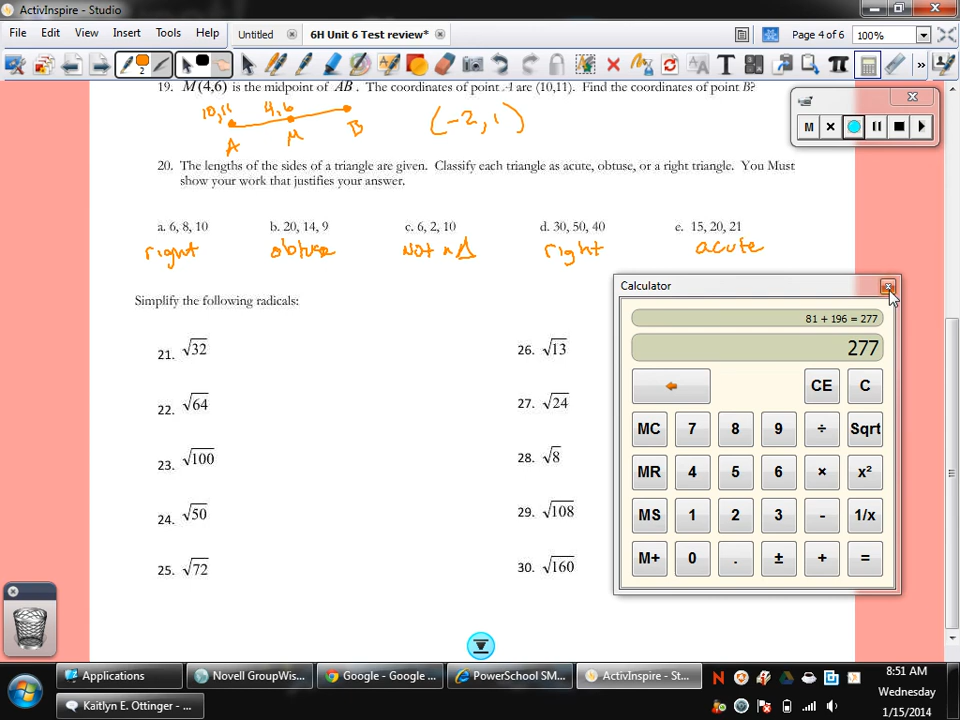 ActivInspire - Studio
File Edit View Insert Tools Help Untitled 6H Unit 6 Test review* Page 4 of 6 100%
19. M(4,6) is the midpoint of AB. The coordinates of point A are (10,11). Find the coordinates of point B?
10,11 4,6 A M B (-2, 1)
20. The lengths of the sides of a triangle are given. Classify each triangle as acute, obtuse, or a right triangle. You Must
show your work that justifies your answer.
a. 6, 8, 10 b. 20, 14, 9 c. 6, 2, 10 d. 30, 50, 40 e. 15, 20, 21
right obtuse Not a Δ right acute
Simplify the following radicals:
21. √32
22. √64
23. √100
24. √50
25. √72
26. √13
27. √24
28. √8
29. √108
30. √160
Calculator
81 + 196 = 277
277
CE C
MC 7 8 9 ÷ Sqrt
MR 4 5 6 × x²
MS 1 2 3 - 1/x
M+ 0 . ± + =
M
Applications Novell GroupWis... Google - Google ... PowerSchool SM... ActivInspire - St...
Kaitlyn E. Ottinger - ...
8:51 AM
Wednesday
1/15/2014